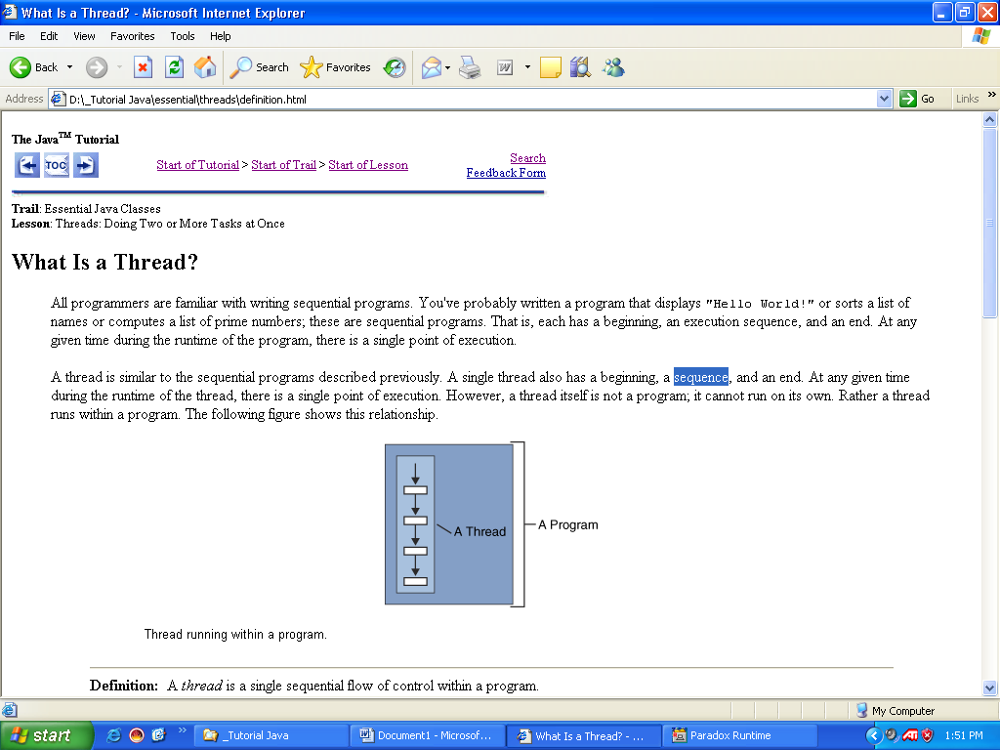 What Is a Thread? - Microsoft Internet Explorer
File Edit View Favorites Tools Help
Back Search Favorites
Address D:\_Tutorial Java\essential\threads\definition.html Go Links »
The Java™ Tutorial
TOC Start of Tutorial > Start of Trail > Start of Lesson Search
Feedback Form
Trail: Essential Java Classes
Lesson: Threads: Doing Two or More Tasks at Once
What Is a Thread?
All programmers are familiar with writing sequential programs. You've probably written a program that displays "Hello World!" or sorts a list of
names or computes a list of prime numbers; these are sequential programs. That is, each has a beginning, an execution sequence, and an end. At any
given time during the runtime of the program, there is a single point of execution.
A thread is similar to the sequential programs described previously. A single thread also has a beginning, a sequence, and an end. At any given time
during the runtime of the thread, there is a single point of execution. However, a thread itself is not a program; it cannot run on its own. Rather a thread
runs within a program. The following figure shows this relationship.
A Thread
A Program
Thread running within a program.
Definition: A thread is a single sequential flow of control within a program.
My Computer
start » _Tutorial Java Document1 - Microsof... What Is a Thread? - ... Paradox Runtime 1:51 PM